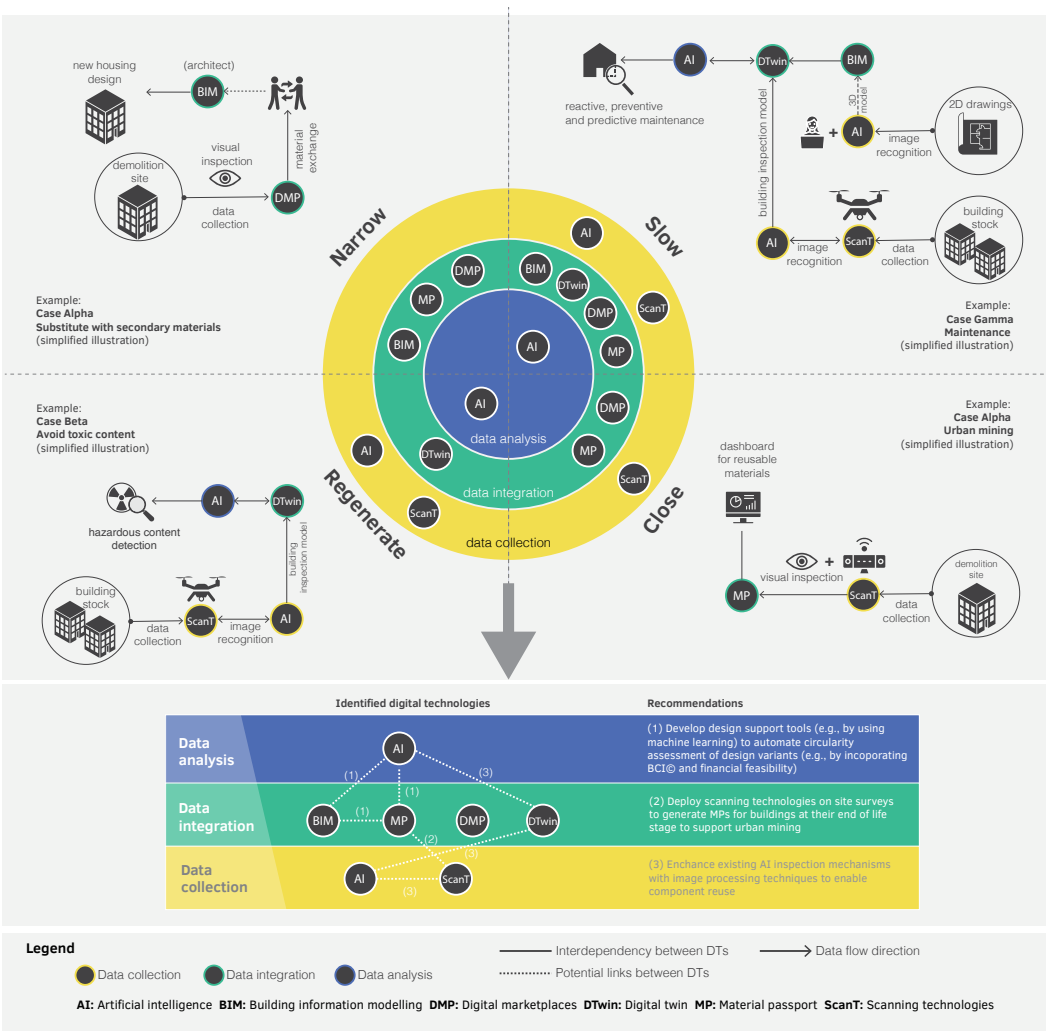 new housing
design
(architect)
BIM
material
exchange
visual
inspection
demolition
site
DMP
data
collection
Example:
Case Alpha
Substitute with secondary materials
(simplified illustration)
AI
DTwin
BIM
reactive, preventive
and predictive maintenance
3D
model
2D drawings
+
AI
image
recognition
building inspection model
building
stock
AI
ScanT
image
recognition
data
collection
Example:
Case Gamma
Maintenance
(simplified illustration)
Narrow
Slow
AI
DMP
BIM
DTwin
MP
DMP
ScanT
BIM
AI
MP
AI
DMP
data analysis
AI
DTwin
MP
ScanT
data integration
ScanT
data collection
Regenerate
Close
Example:
Case Beta
Avoid toxic content
(simplified illustration)
AI
DTwin
hazardous content
detection
building
inspection model
building
stock
ScanT
AI
data
collection
image
recognition
Example:
Case Alpha
Urban mining
(simplified illustration)
dashboard
for reusable
materials
+
visual inspection
demolition
site
MP
ScanT
data
collection
Identified digital technologies
Recommendations
Data
analysis
AI
(1)
(1)
(3)
(1) Develop design support tools (e.g., by using
machine learning) to automate circularity
assessment of design variants (e.g., by incoporating
BCI© and financial feasibility)
Data
integration
BIM
(1)
MP
DMP
DTwin
(2)
(3)
(2) Deploy scanning technologies on site surveys
to generate MPs for buildings at their end of life
stage to support urban mining
Data
collection
AI
(3)
ScanT
(3) Enchance existing AI inspection mechanisms
with image processing techniques to enable
component reuse
Legend
Interdependency between DTs
Data flow direction
Data collection
Data integration
Data analysis
Potential links between DTs
AI: Artificial intelligence BIM: Building information modelling DMP: Digital marketplaces DTwin: Digital twin MP: Material passport ScanT: Scanning technologies